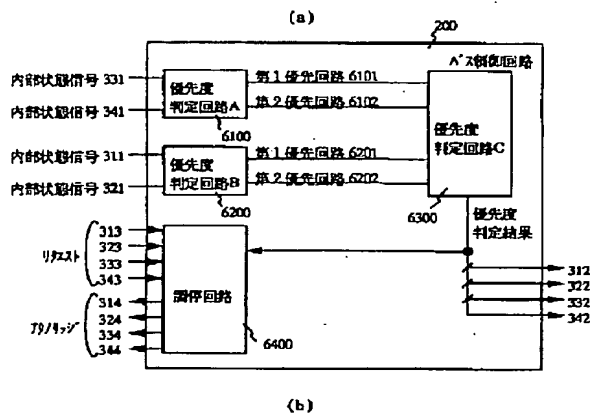 (a)
200
バス制御回路
内部状態信号 331
内部状態信号 341
優先度
判定回路A
6100
第1優先回路 6101
第2優先回路 6102
内部状態信号 311
内部状態信号 321
優先度
判定回路B
6200
第1優先回路 6201
第2優先回路 6202
優先度
判定回路C
6300
優先度
判定結果
リクエスト
313
323
333
343
アクノリッジ
314
324
334
344
調停回路
6400
312
322
332
342
(b)